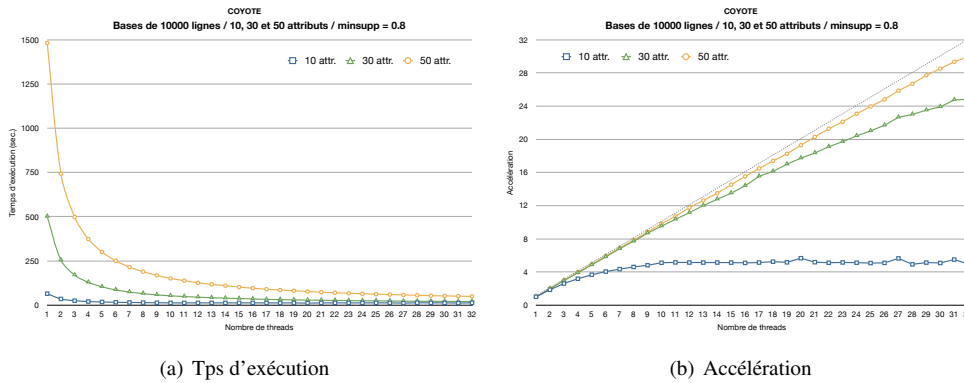 COYOTE
Bases de 10000 lignes / 10, 30 et 50 attributs / minsupp = 0.8
10 attr. 30 attr. 50 attr.
1500
1250
1000
750
500
250
0
Temps d'exécution (sec.)
1 2 3 4 5 6 7 8 9 10 11 12 13 14 15 16 17 18 19 20 21 22 23 24 25 26 27 28 29 30 31 32
Nombre de threads
(a) Tps d'exécution
COYOTE
Bases de 10000 lignes / 10, 30 et 50 attributs / minsupp = 0.8
10 attr. 30 attr. 50 attr.
32
28
24
20
16
12
8
4
0
Accélération
1 2 3 4 5 6 7 8 9 10 11 12 13 14 15 16 17 18 19 20 21 22 23 24 25 26 27 28 29 30 31
Nombre de threads
(b) Accélération